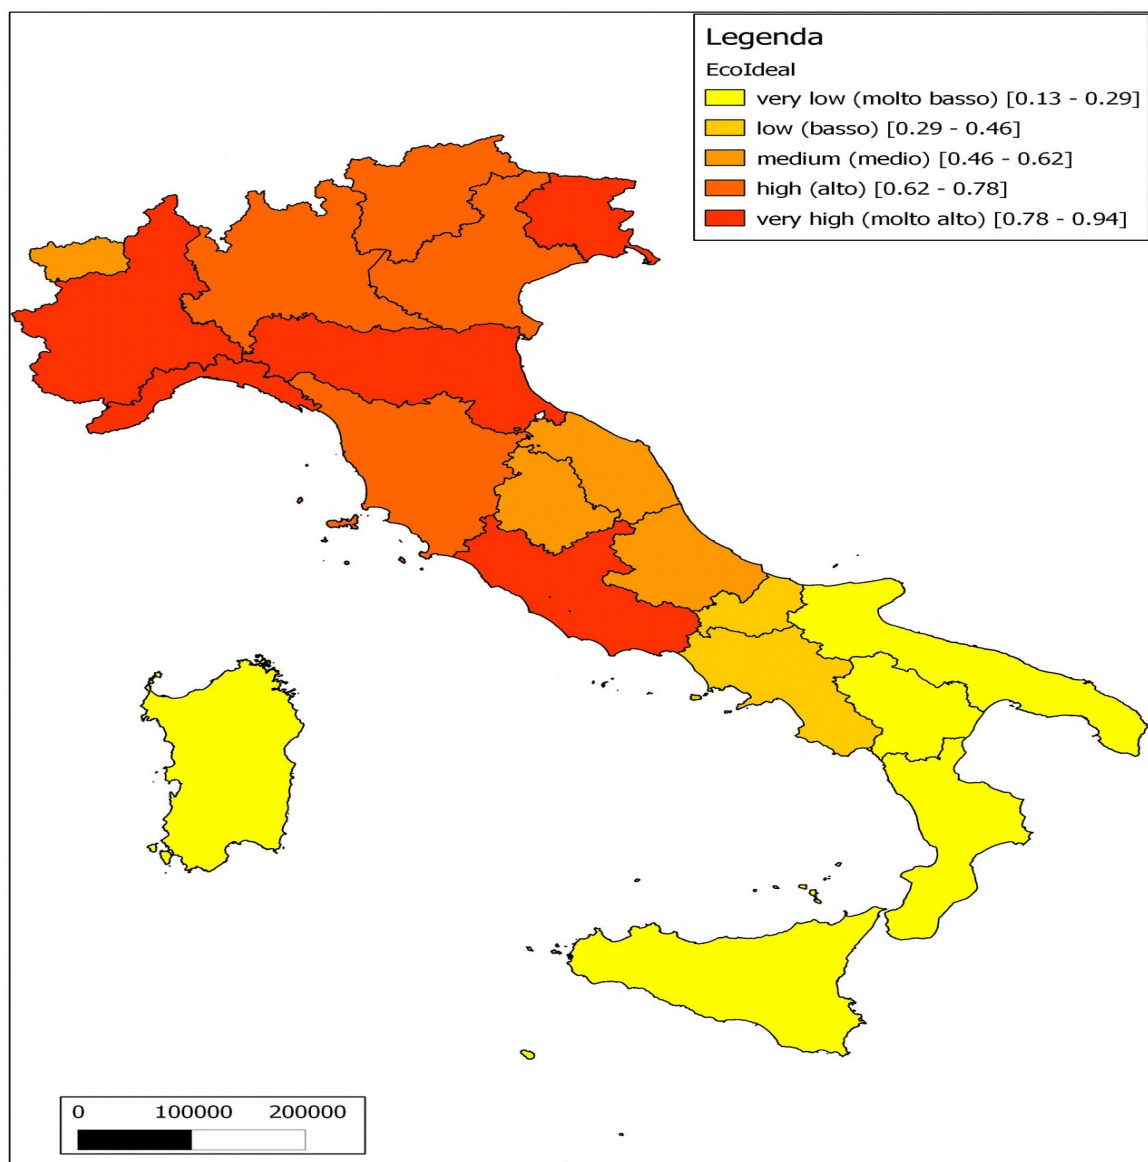 Legenda
EcoIdeal
very low (molto basso) [0.13 - 0.29]
low (basso) [0.29 - 0.46]
medium (medio) [0.46 - 0.62]
high (alto) [0.62 - 0.78]
very high (molto alto) [0.78 - 0.94]
0 100000 200000